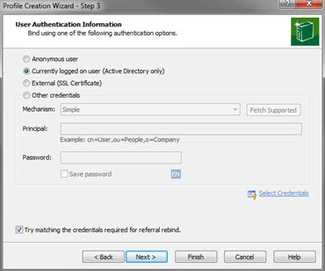 Profile Creation Wizard - Step 3
User Authentication Information
Bind using one of the following authentication options.
Anonymous user
Currently logged on user (Active Directory only)
External (SSL Certificate)
Other credentials
Mechanism: Simple Fetch Supported
Principal:
Example: cn=User,ou=People,o=Company
Password:
Save password
Select Credentials
Try matching the credentials required for referral rebind.
< Back Next > Finish Cancel Help